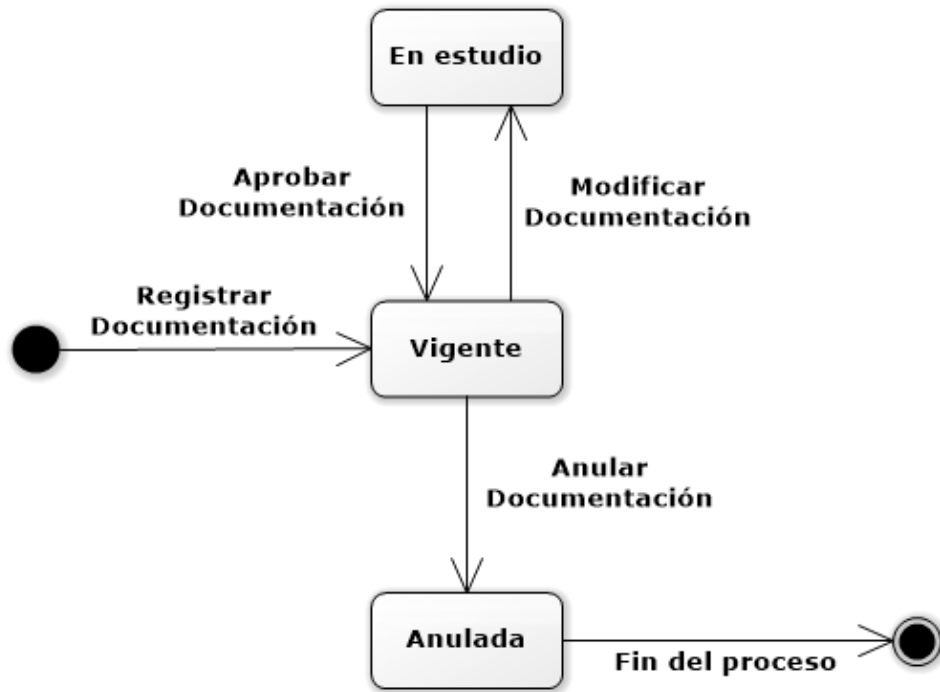 En estudio
Aprobar
Documentación
Modificar
Documentación
Registrar
Documentación
Vigente
Anular
Documentación
Anulada
Fin del proceso